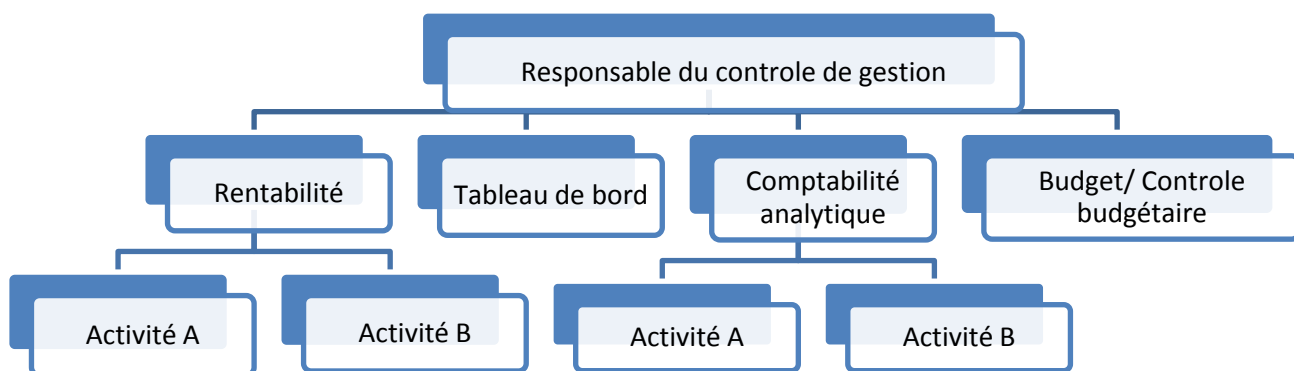 Responsable du controle de gestion
Rentabilité
Tableau de bord
Comptabilité
analytique
Budget/ Controle
budgétaire
Activité A
Activité B
Activité A
Activité B